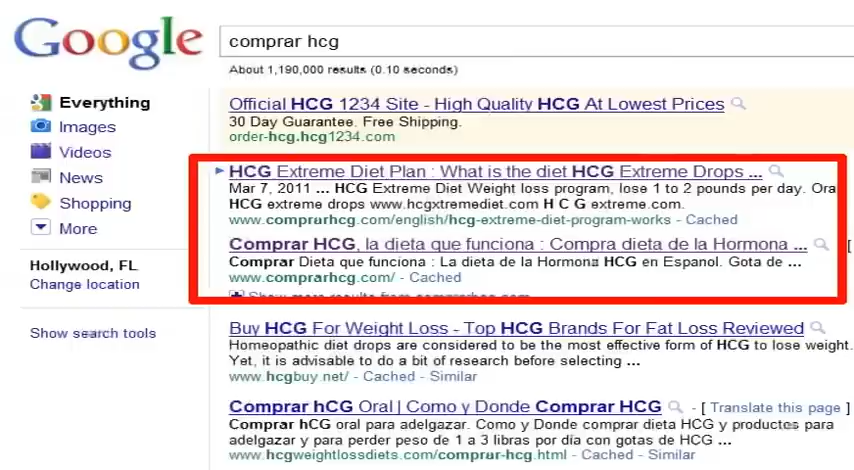 Google
comprar hcg
About 1,190,000 results (0.10 seconds)
Everything
Images
Videos
News
Shopping
More
Hollywood, FL
Change location
Show search tools
Official HCG 1234 Site - High Quality HCG At Lowest Prices
30 Day Guarantee. Free Shipping.
order-hcg.hcg1234.com
HCG Extreme Diet Plan : What is the diet HCG Extreme Drops ...
Mar 7, 2011 ... HCG Extreme Diet Weight loss program, lose 1 to 2 pounds per day. Ora
HCG extreme drops www.hcgxtremediet.com H C G extreme.com.
www.comprarhcg.com/english/hcg-extreme-diet-program-works - Cached
Comprar HCG, la dieta que funciona : Compra dieta de la Hormona ... [
Comprar Dieta que funciona : La dieta de la Hormona HCG en Espanol. Gota de ...
www.comprarhcg.com/ - Cached
Show more results from comprarhcg.com
Buy HCG For Weight Loss - Top HCG Brands For Fat Loss Reviewed
Homeopathic diet drops are considered to be the most effective form of HCG to lose weight.
Yet, it is advisable to do a bit of research before selecting ...
www.hcgbuy.net/ - Cached - Similar
Comprar hCG Oral | Como y Donde Comprar HCG - [ Translate this page ]
Comprar hCG oral para adelgazar. Como y Donde comprar dieta HCG y productos para
adelgazar y para perder peso de 1 a 3 libras por día con gotas de HCG ...
www.hcgweightlossdiets.com/comprar-hcg.html - Cached - Similar